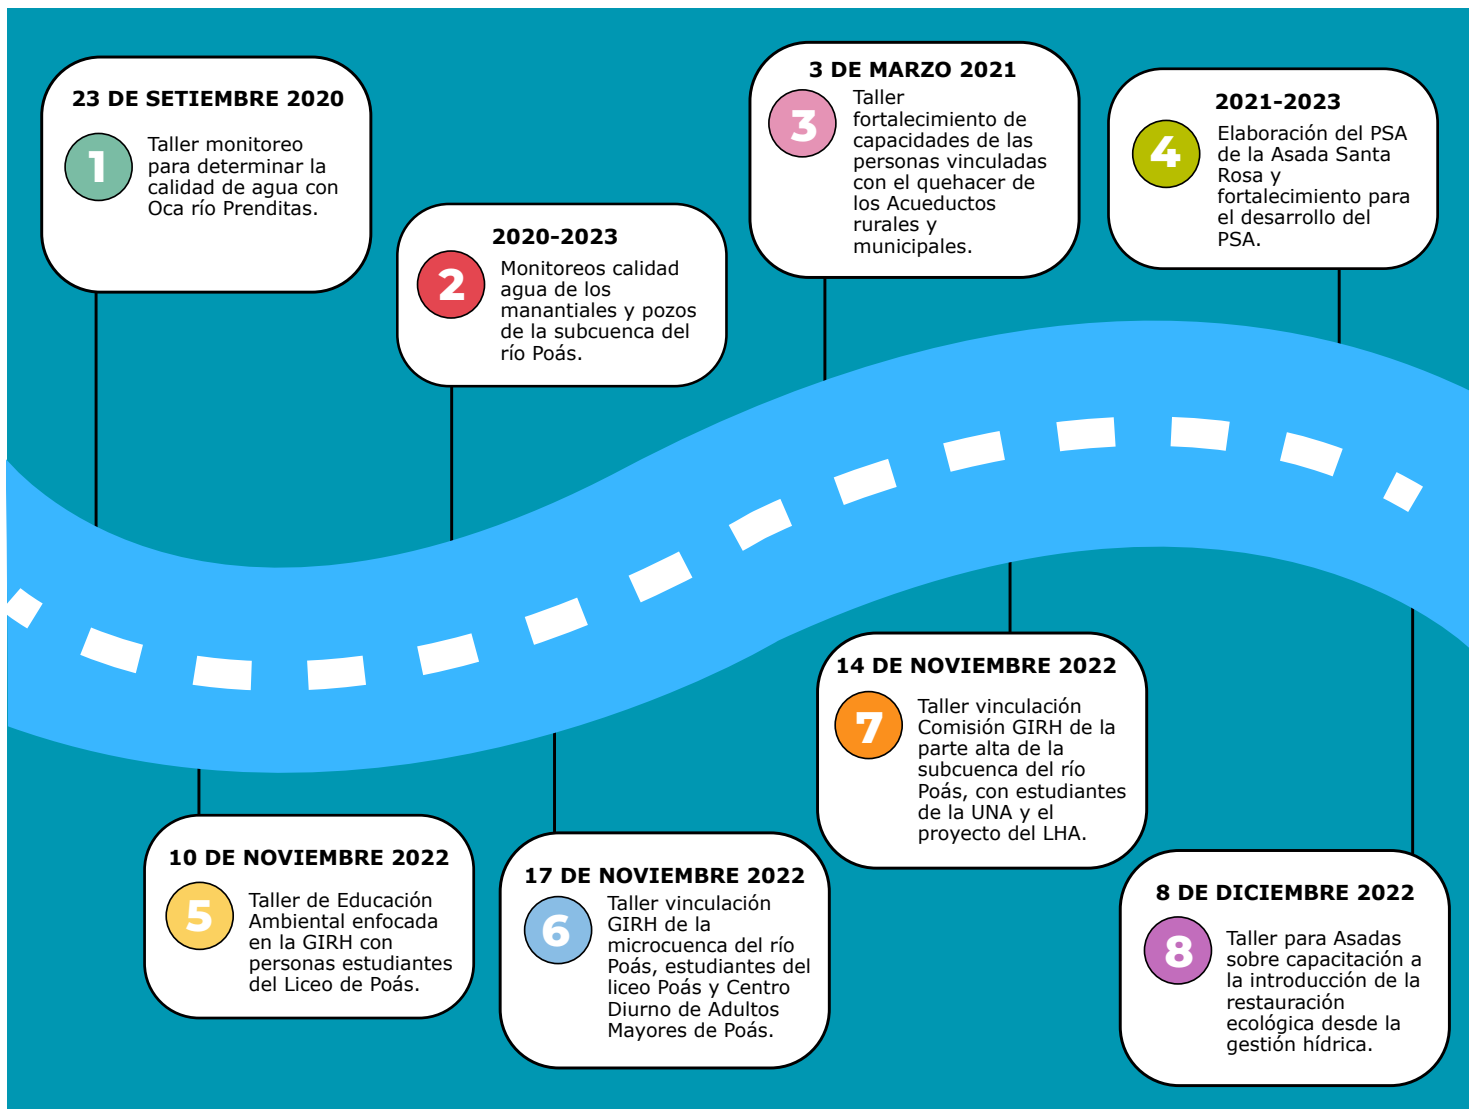 23 DE SETIEMBRE 2020
1
Taller monitoreo
para determinar la
calidad de agua con
Oca río Prenditas.
2020-2023
2
Monitoreos calidad
agua de los
manantiales y pozos
de la subcuenca del
río Poás.
3 DE MARZO 2021
3
Taller
fortalecimiento de
capacidades de las
personas vinculadas
con el quehacer de
los Acueductos
rurales y
municipales.
2021-2023
4
Elaboración del PSA
de la Asada Santa
Rosa y
fortalecimiento para
el desarrollo del
PSA.
10 DE NOVIEMBRE 2022
5
Taller de Educación
Ambiental enfocada
en la GIRH con
personas estudiantes
del Liceo de Poás.
17 DE NOVIEMBRE 2022
6
Taller vinculación
GIRH de la
microcuenca del río
Poás, estudiantes del
liceo Poás y Centro
Diurno de Adultos
Mayores de Poás.
14 DE NOVIEMBRE 2022
7
Taller vinculación
Comisión GIRH de la
parte alta de la
subcuenca del río
Poás, con estudiantes
de la UNA y el
proyecto del LHA.
8 DE DICIEMBRE 2022
8
Taller para Asadas
sobre capacitación a
la introducción de la
restauración
ecológica desde la
gestión hídrica.